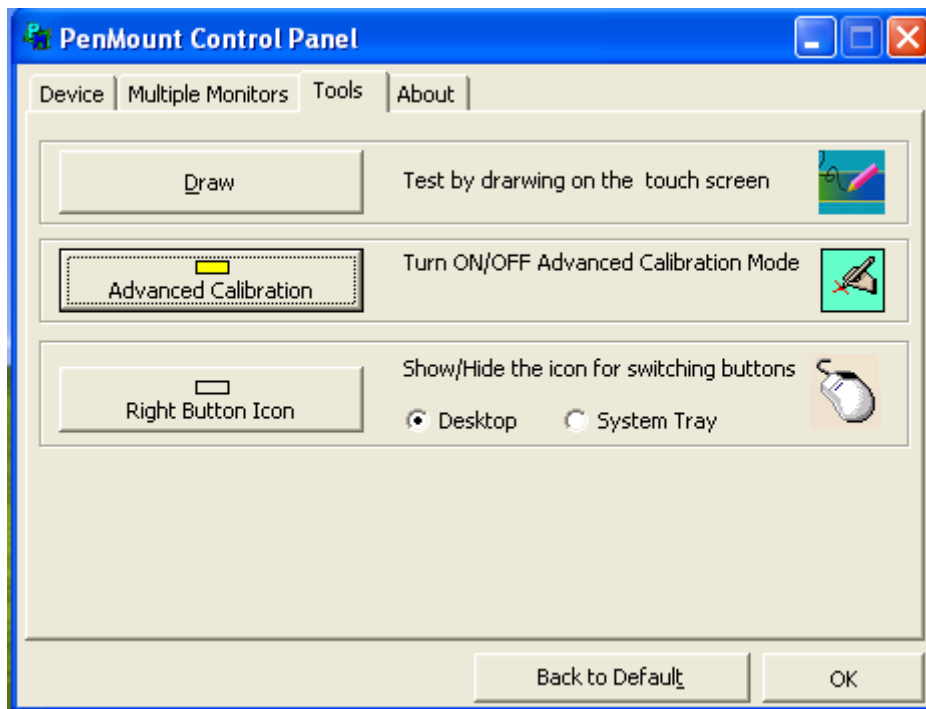 PenMount Control Panel
Device Multiple Monitors Tools About
Draw Test by drarwing on the touch screen
Advanced Calibration Turn ON/OFF Advanced Calibration Mode
Right Button Icon Show/Hide the icon for switching buttons
Desktop System Tray
Back to Default OK